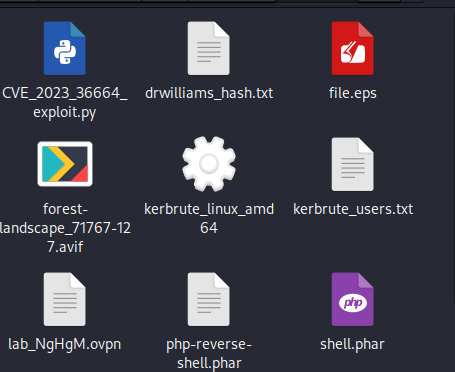 CVE_2023_36664_
exploit.py
drwilliams_hash.txt
file.eps
forest-
landscape_71767-12
7.avif
kerbrute_linux_amd
64
kerbrute_users.txt
lab_NgHgM.ovpn
php-reverse-
shell.phar
php
shell.phar